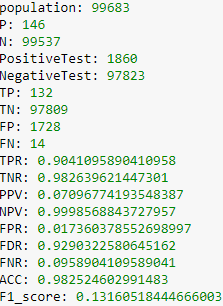 population: 99683
P: 146
N: 99537
PositiveTest: 1860
NegativeTest: 97823
TP: 132
TN: 97809
FP: 1728
FN: 14
TPR: 0.9041095890410958
TNR: 0.982639621447301
PPV: 0.07096774193548387
NPV: 0.9998568843727957
FPR: 0.017360378552698997
FDR: 0.9290322580645162
FNR: 0.0958904109589041
ACC: 0.982524602991483
F1_score: 0.13160518444666003